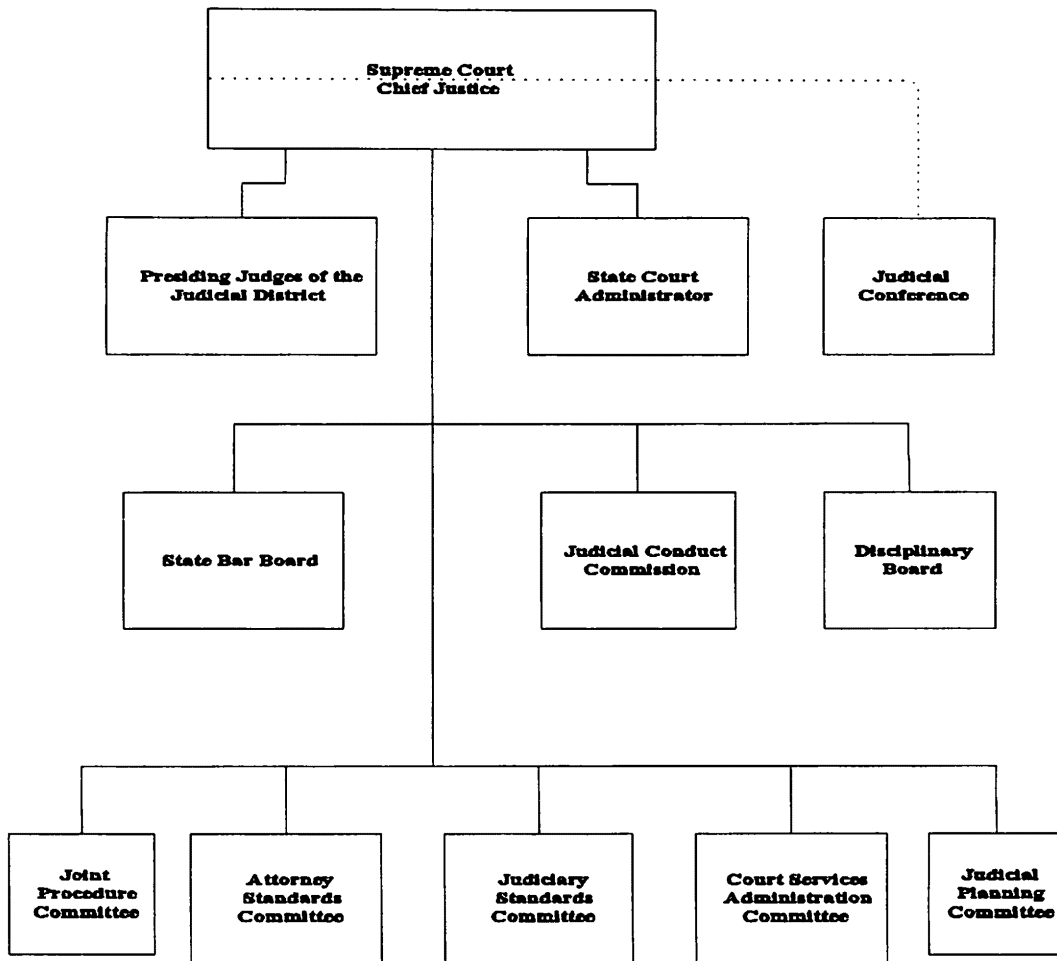 Supreme Court
Chief Justice
Presiding Judges of the
Judicial District
State Court
Administrator
Judicial
Conference
State Bar Board
Judicial Conduct
Commission
Disciplinary
Board
Joint
Procedure
Committee
Attorney
Standards
Committee
Judiciary
Standards
Committee
Court Services
Administration
Committee
Judicial
Planning
Committee